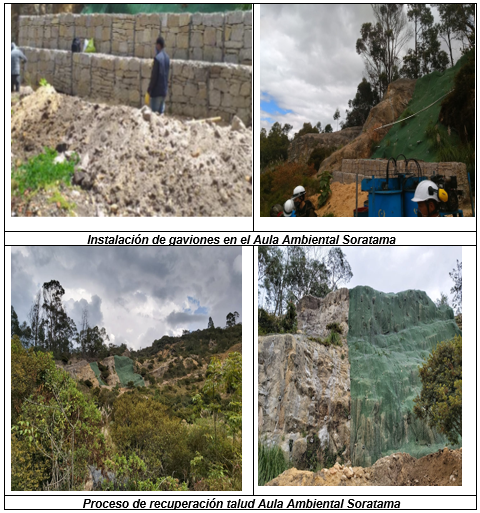 Instalación de gaviones en el Aula Ambiental Soratama
Proceso de recuperación talud Aula Ambiental Soratama